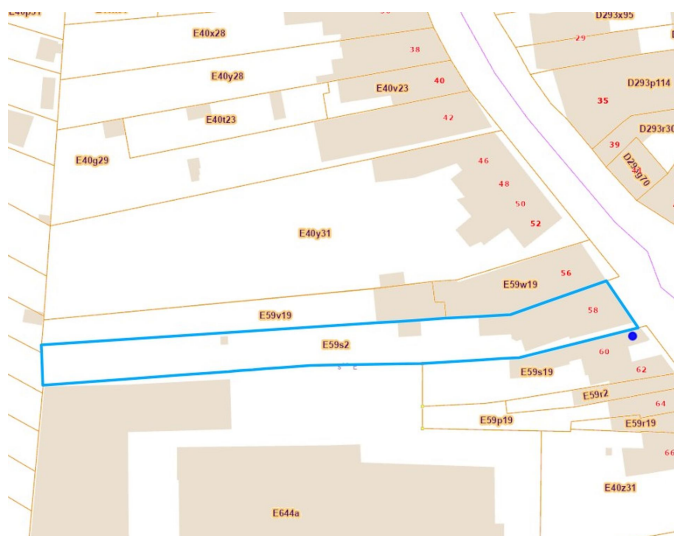 D293x95
E40x28
29
38
E40y28
D293p114
40
E40v23
35
E40t23
42
D293r30
39
E40g29
46
D293g70
48
50
52
E40y31
56
E59w19
58
E59v19
E59s2
60
E59s19
62
E59r2
64
E59p19
E59r19
66
E40z31
E644a